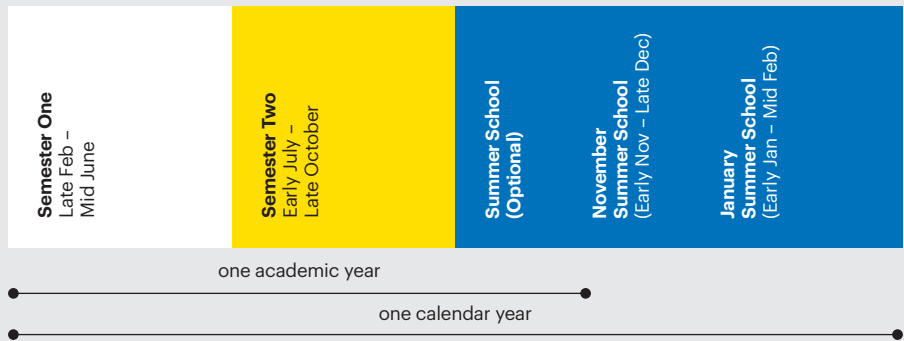 Semester One
Late Feb –
Mid June
Semester Two
Early July –
Late October
Summer School
(Optional)
November
Summer School
(Early Nov – Late Dec)
January
Summer School
(Early Jan – Mid Feb)
one academic year
one calendar year